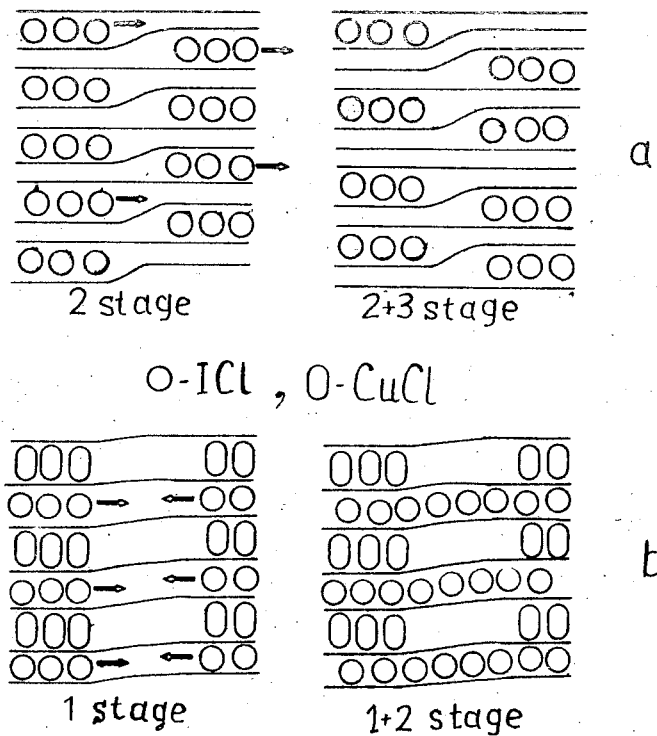 a
2 stage 2+3 stage
O-ICl , O-CuCl
b
1 stage 1+2 stage